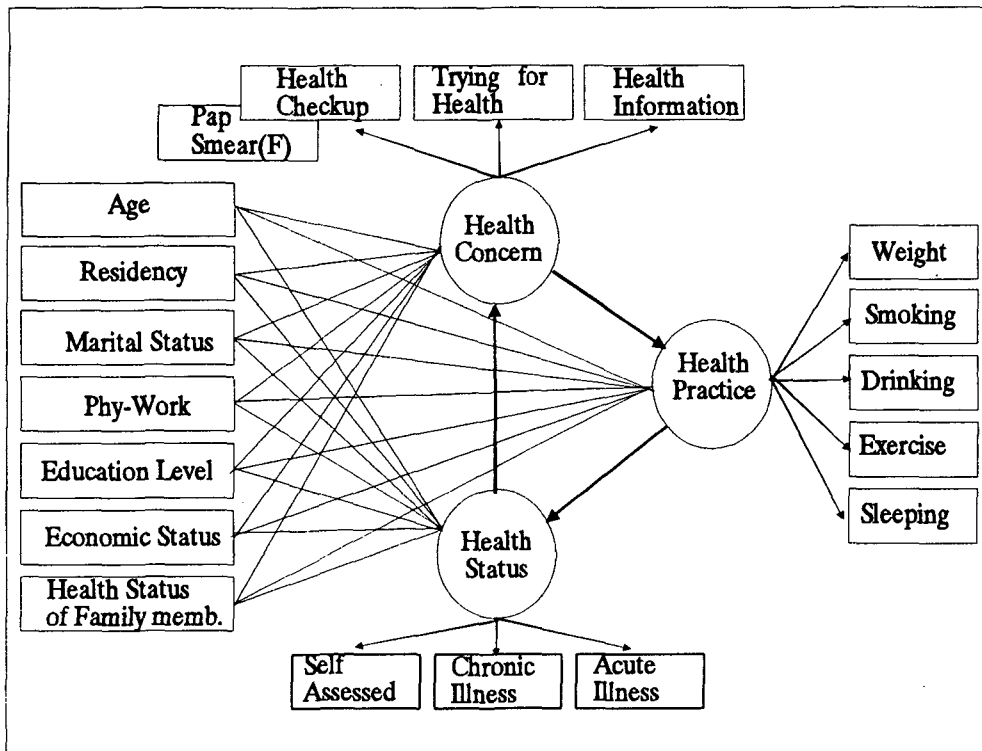 Health
Checkup
Trying for
Health
Health
Information
Pap
Smear(F)
Age
Residency
Marital Status
Phy-Work
Education Level
Economic Status
Health Status
of Family memb.
Health
Concern
Health
Practice
Health
Status
Weight
Smoking
Drinking
Exercise
Sleeping
Self
Assessed
Chronic
Illness
Acute
Illness